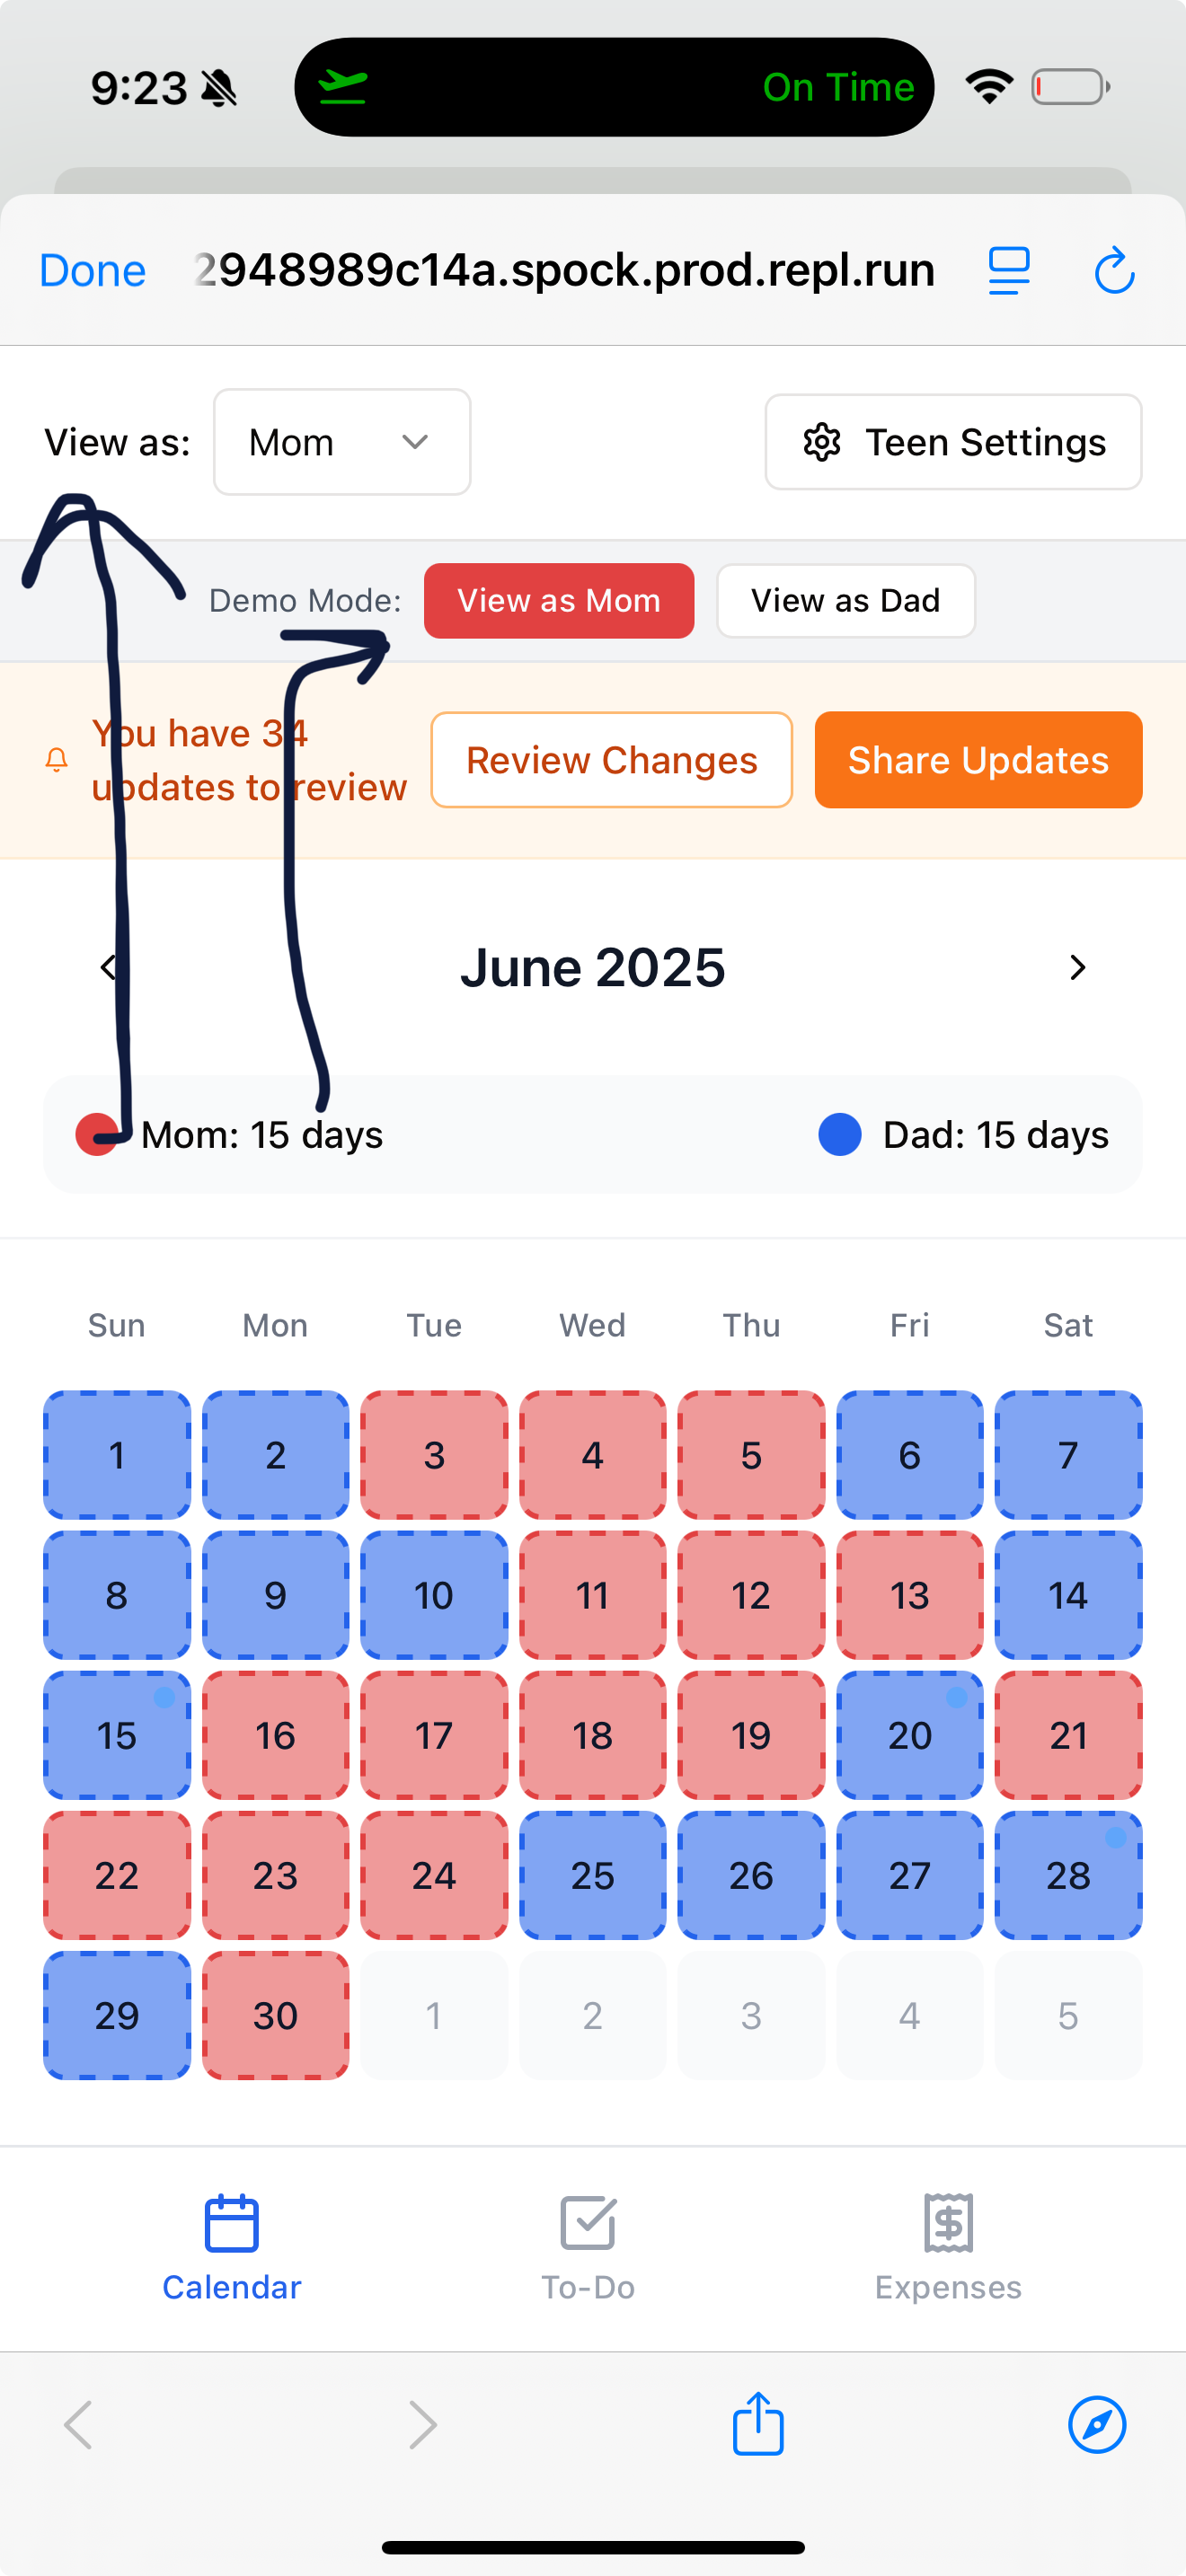 9:23 On Time
Done 2948989c14a.spock.prod.repl.run
View as: Mom Teen Settings
Demo Mode: View as Mom View as Dad
You have 34
updates to review
Review Changes Share Updates
June 2025
Mom: 15 days Dad: 15 days
Sun Mon Tue Wed Thu Fri Sat
1 2 3 4 5 6 7
8 9 10 11 12 13 14
15 16 17 18 19 20 21
22 23 24 25 26 27 28
29 30 1 2 3 4 5
Calendar To-Do Expenses